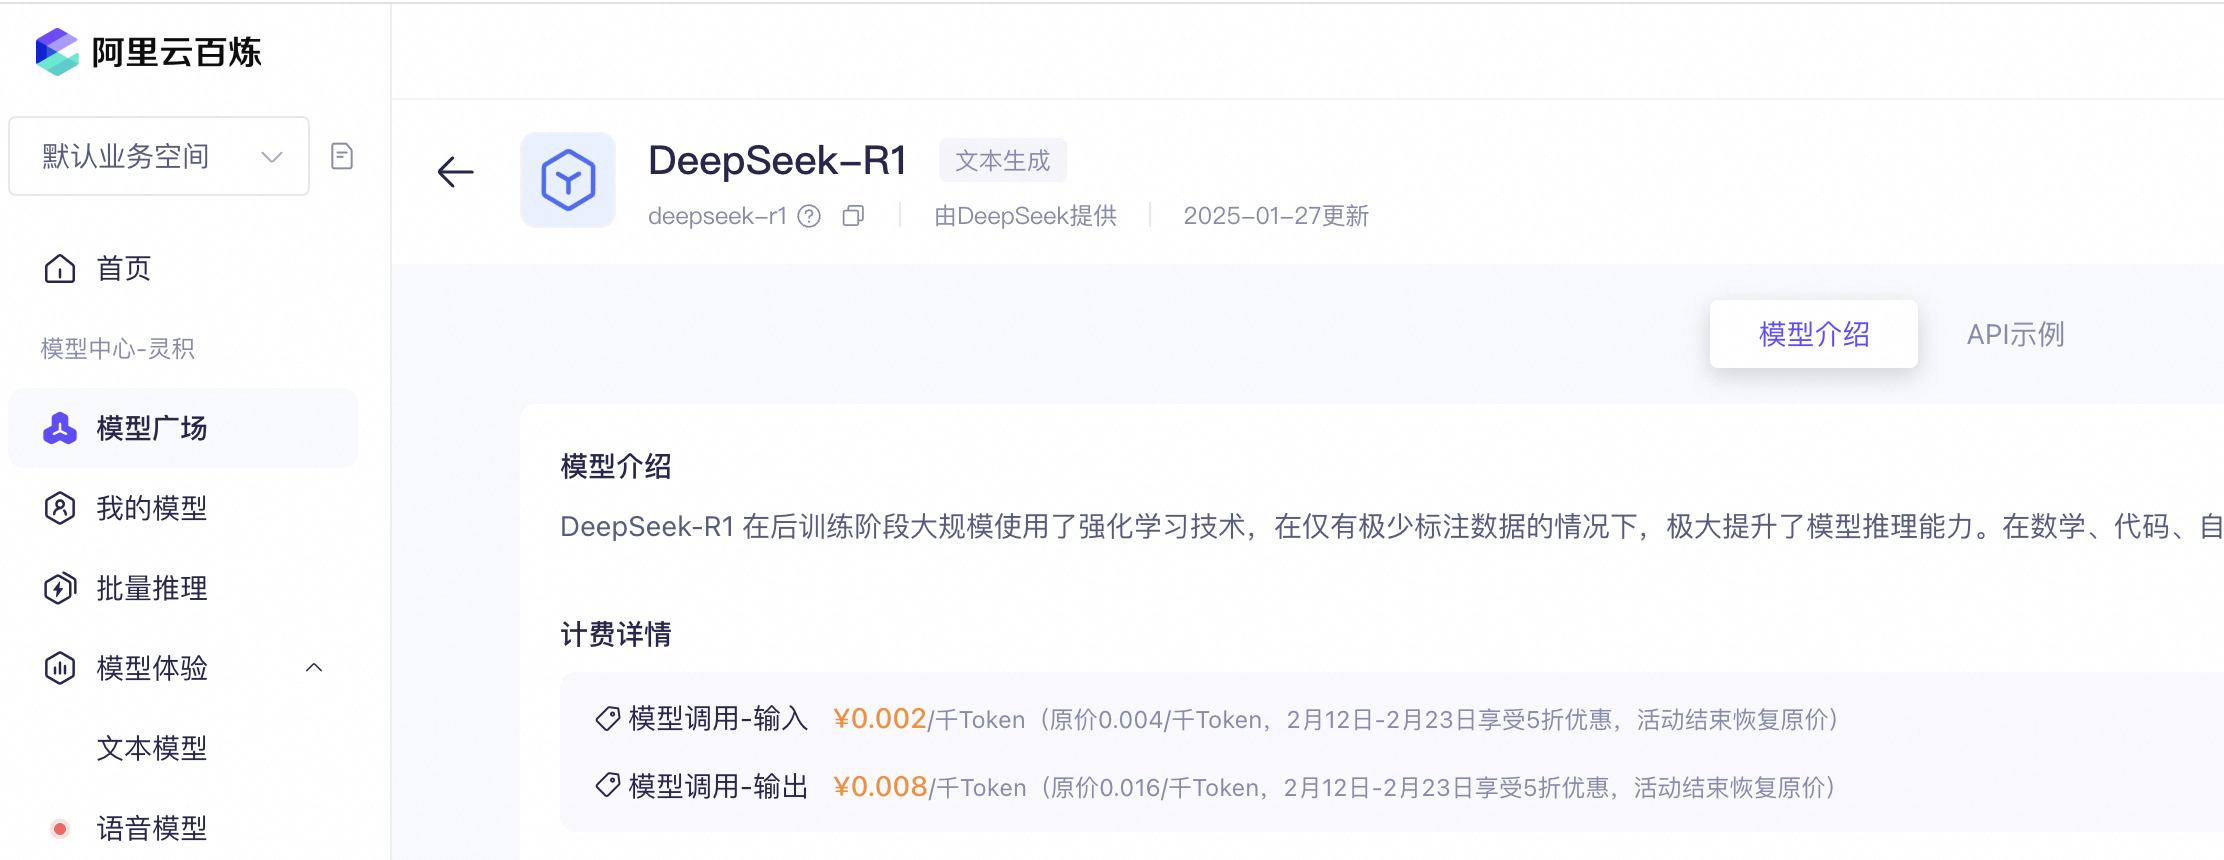 阿里云百炼
默认业务空间
首页
模型中心-灵积
模型广场
我的模型
批量推理
模型体验
文本模型
语音模型
DeepSeek-R1 文本生成
deepseek-r1 由DeepSeek提供 2025-01-27更新
模型介绍 API示例
模型介绍
DeepSeek-R1 在后训练阶段大规模使用了强化学习技术，在仅有极少标注数据的情况下，极大提升了模型推理能力。在数学、代码、自
计费详情
模型调用-输入 ¥0.002/千Token（原价0.004/千Token，2月12日-2月23日享受5折优惠，活动结束恢复原价）
模型调用-输出 ¥0.008/千Token（原价0.016/千Token，2月12日-2月23日享受5折优惠，活动结束恢复原价）